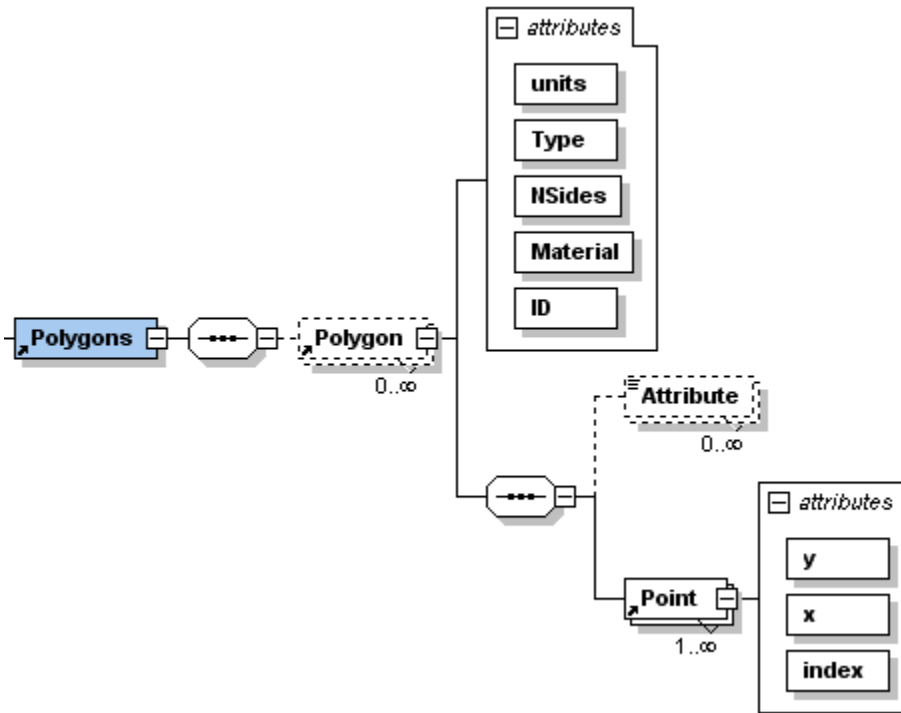 attributes
units
Type
NSides
Material
ID
Polygons
Polygon
0..∞
Attribute
0..∞
attributes
y
x
index
Point
1..∞